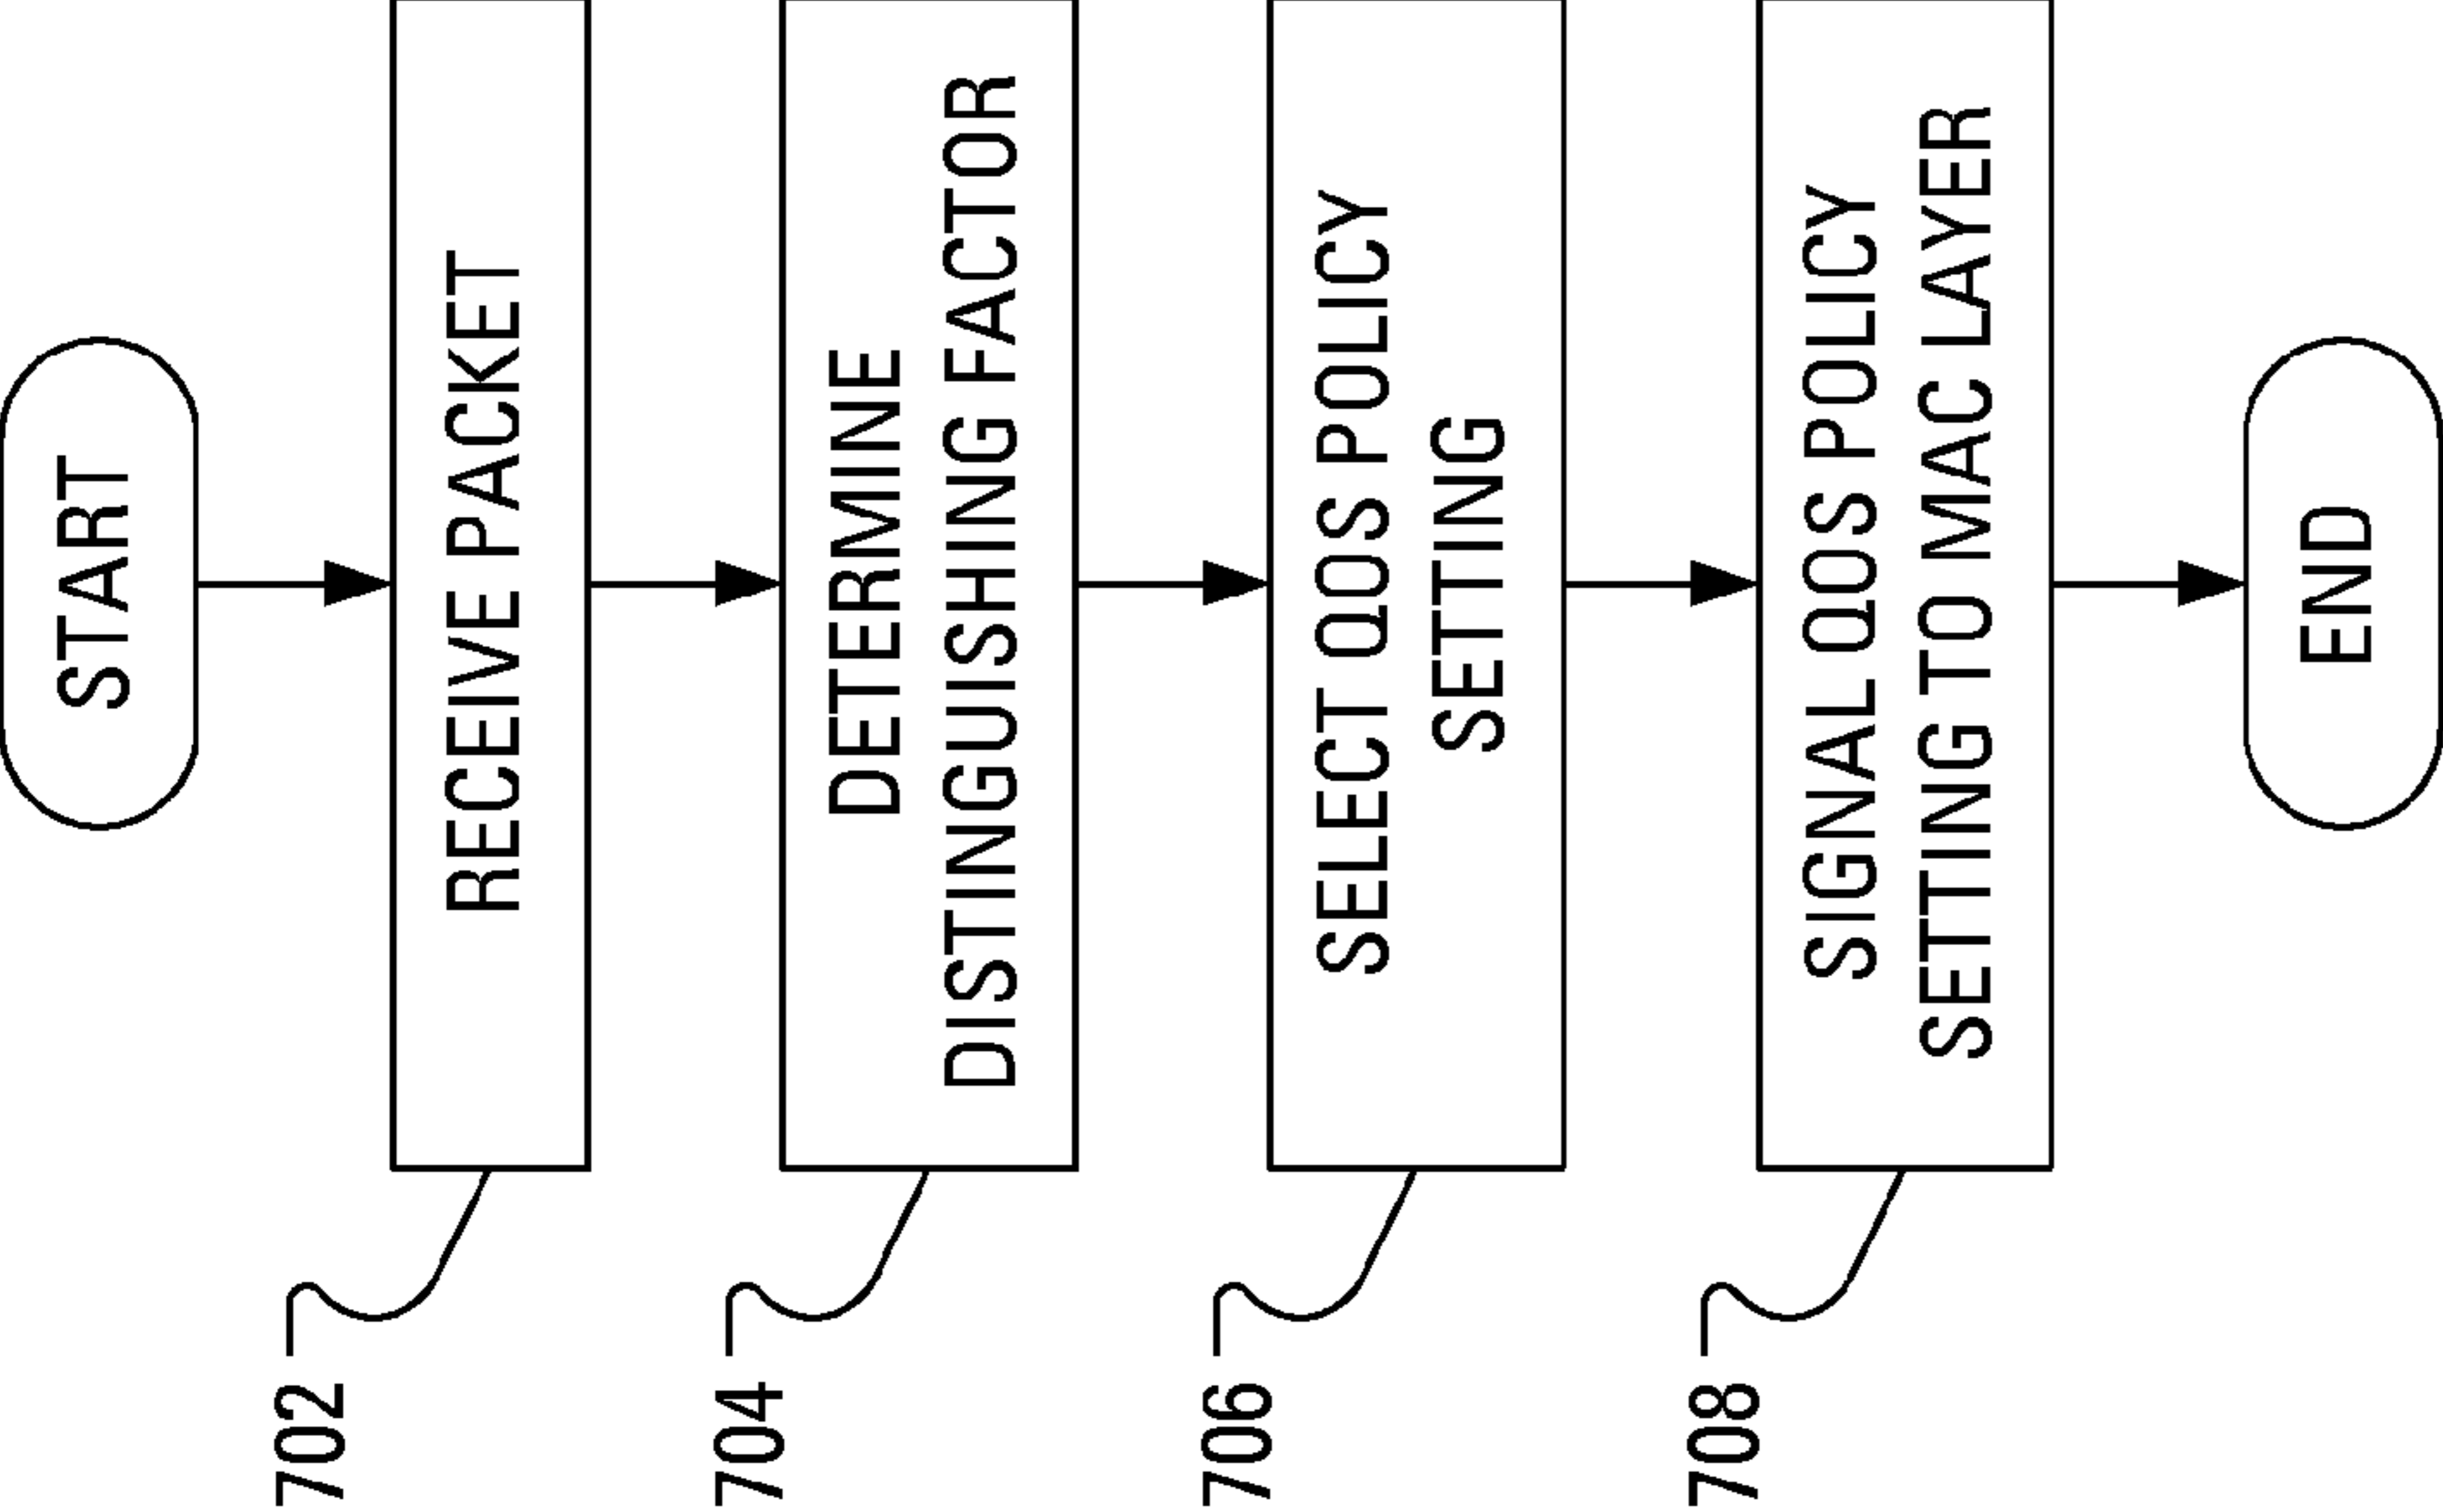 START
702
RECEIVE PACKET
704
DETERMINE
DISTINGUISHING FACTOR
706
SELECT QOS POLICY
SETTING
708
SIGNAL QOS POLICY
SETTING TO MAC LAYER
END